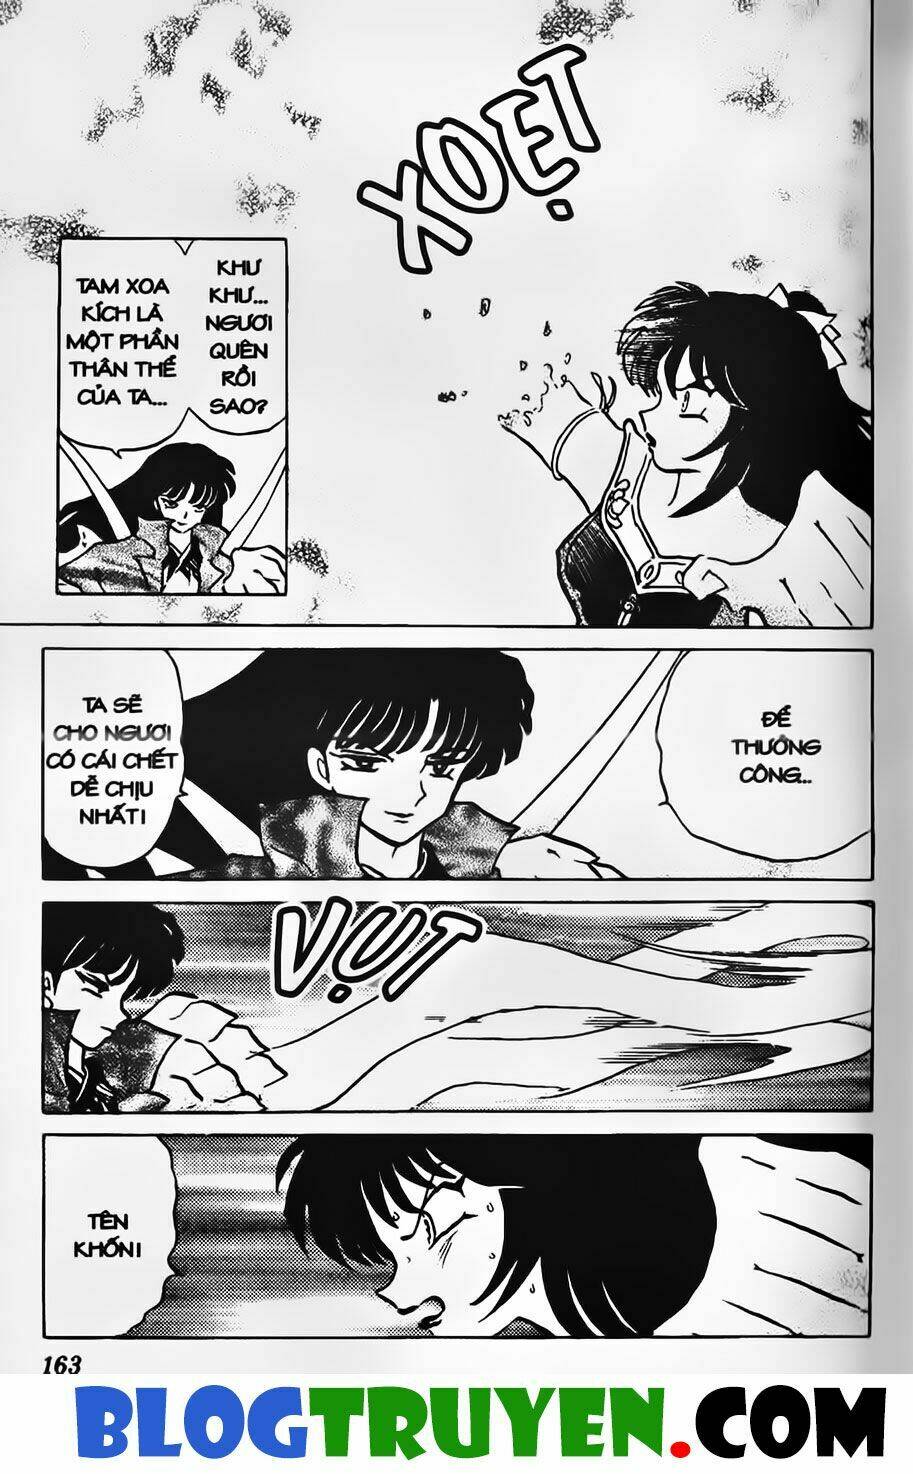 XOẸT
KHƯ
KHƯ...
NGƯƠI
QUÊN
RỒI
SAO?
TAM XOA
KÍCH LÀ
MỘT PHẦN
THÂN THỂ
CỦA TA...
ĐỂ
THƯỞNG
CÔNG...
TA SẼ
CHO NGƯƠI
CÓ CÁI CHẾT
DỄ CHỊU
NHẤT!
VỤT
TÊN
KHỐN!
163
BLOGTRUYEN.COM